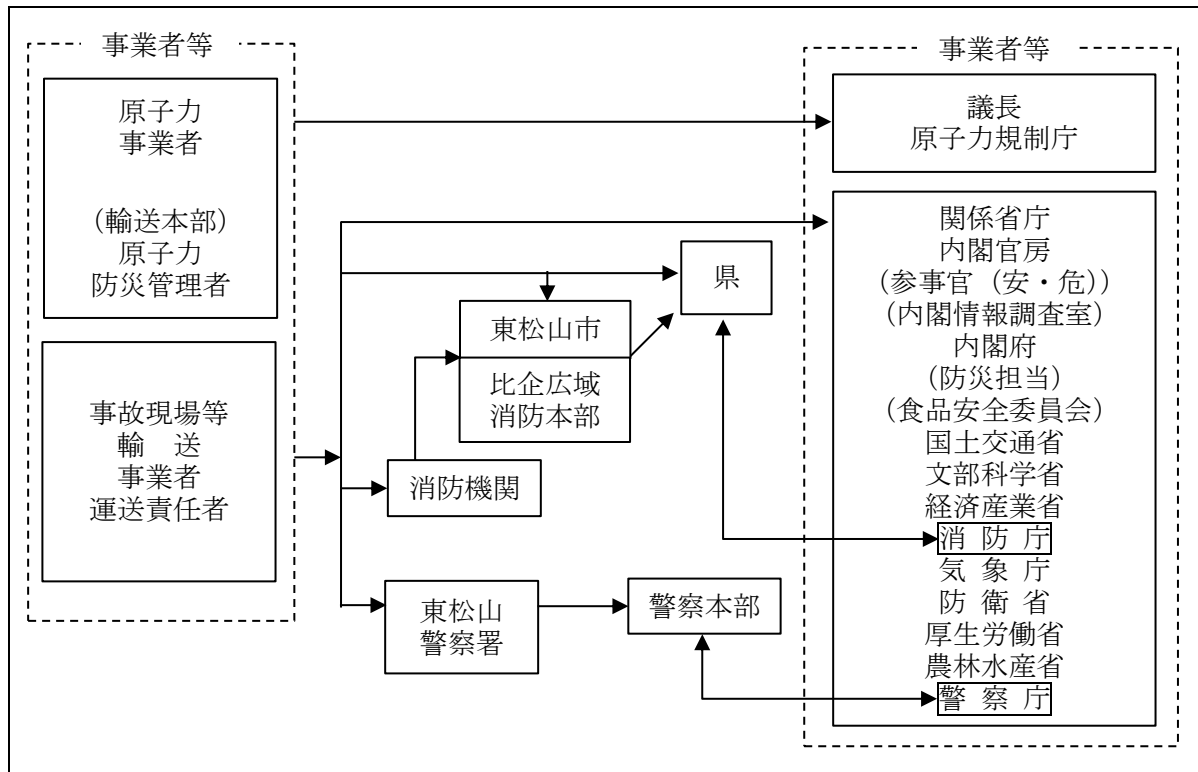 事業者等
原子力
事業者
（輸送本部）
原子力
防災管理者
事故現場等
輸　送
事業者
運送責任者
県
東松山市
比企広域
消防本部
消防機関
東松山
警察署
警察本部
事業者等
議長
原子力規制庁
関係省庁
内閣官房
(参事官（安・危）)
(内閣情報調査室)
内閣府
(防災担当)
(食品安全委員会)
国土交通省
文部科学省
経済産業省
消 防 庁
気 象 庁
防 衛 省
厚生労働省
農林水産省
警 察 庁